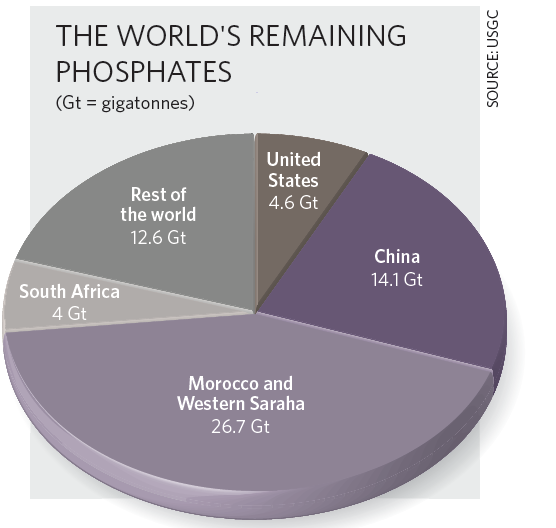 THE WORLD'S REMAINING
PHOSPHATES
(Gt = gigatonnes)
SOURCE: USGC
United
States
4.6 Gt
Rest of
the world
12.6 Gt
China
14.1 Gt
South Africa
4 Gt
Morocco and
Western Saraha
26.7 Gt